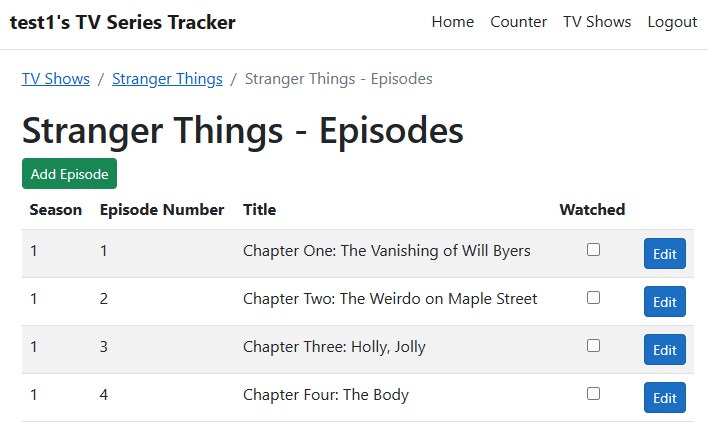 test1's TV Series Tracker Home Counter TV Shows Logout
TV Shows / Stranger Things / Stranger Things - Episodes
Stranger Things - Episodes
Add Episode
Season Episode Number Title Watched
1 1 Chapter One: The Vanishing of Will Byers Edit
1 2 Chapter Two: The Weirdo on Maple Street Edit
1 3 Chapter Three: Holly, Jolly Edit
1 4 Chapter Four: The Body Edit